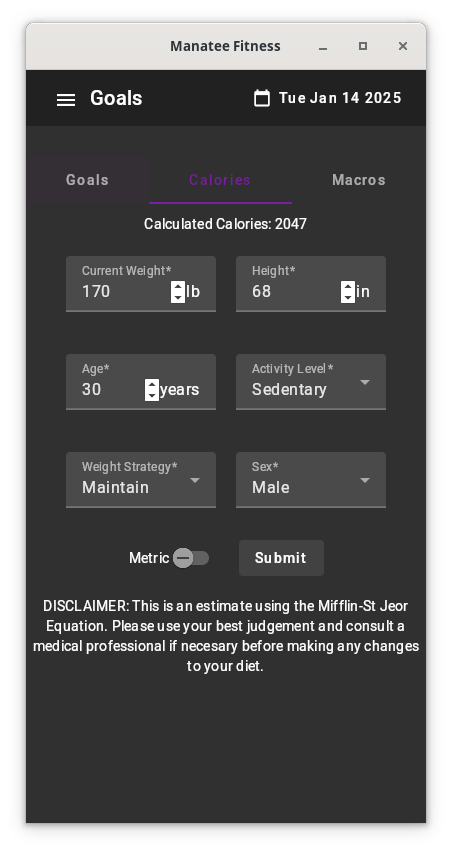 Manatee Fitness
Goals
Tue Jan 14 2025
Goals Calories Macros
Calculated Calories: 2047
Current Weight* Height*
170 lb 68 in
Age* Activity Level*
30 years Sedentary
Weight Strategy* Sex*
Maintain Male
Metric Submit
DISCLAIMER: This is an estimate using the Mifflin-St Jeor
Equation. Please use your best judgement and consult a
medical professional if necesary before making any changes
to your diet.